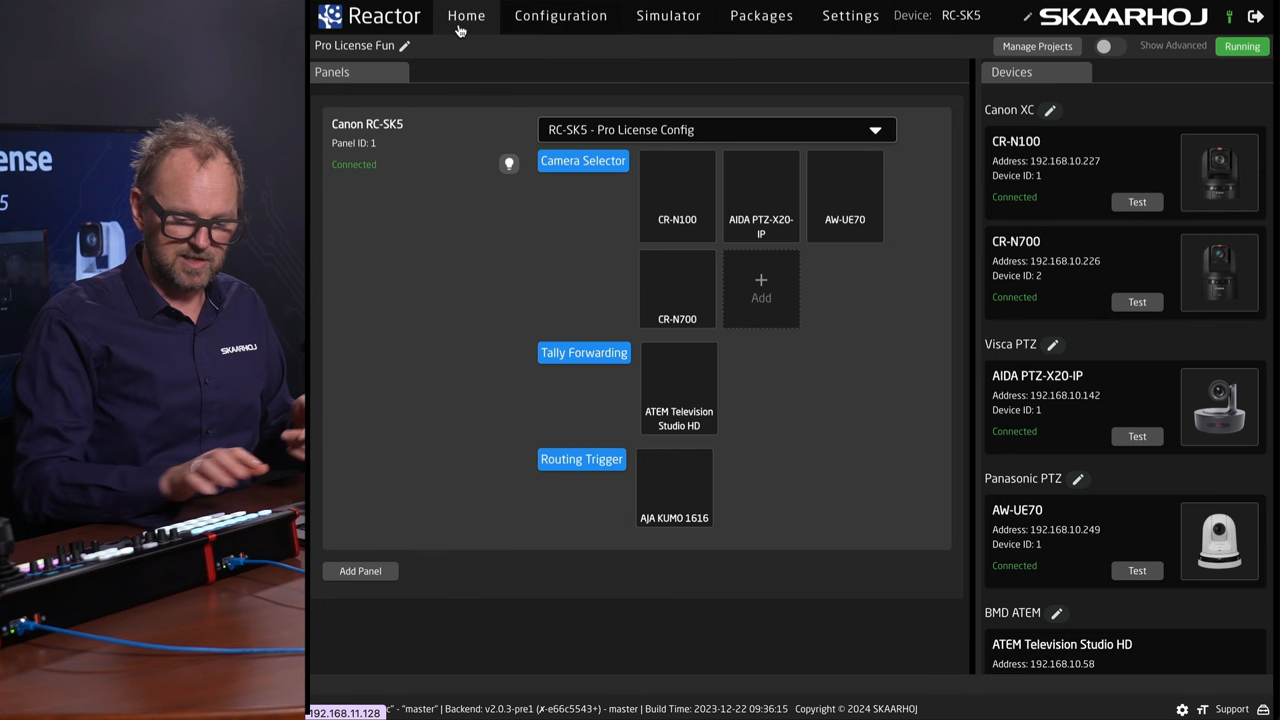 Reactor
Home
Configuration
Simulator
Packages
Settings
Device: RC-SK5
SKAARHOJ
Pro License Fun
Manage Projects
Show Advanced
Running
Panels
Devices
Canon RC-SK5
Panel ID: 1
Connected
RC-SK5 - Pro License Config
Camera Selector
CR-N100
AIDA PTZ-X20-
IP
AW-UE70
CR-N700
+
Add
Tally Forwarding
ATEM Television
Studio HD
Routing Trigger
AJA KUMO 1616
Add Panel
Canon XC
CR-N100
Address: 192.168.10.227
Device ID: 1
Connected
Test
CR-N700
Address: 192.168.10.226
Device ID: 2
Connected
Test
Visca PTZ
AIDA PTZ-X20-IP
Address: 192.168.10.142
Device ID: 1
Connected
Test
Panasonic PTZ
AW-UE70
Address: 192.168.10.249
Device ID: 1
Connected
Test
BMD ATEM
ATEM Television Studio HD
Address: 192.168.10.58
ense
5
SKAARHOJ
192.168.11.128
c" - "master" | Backend: v2.0.3-pre1 (✗-e66c5543+) - master | Build Time: 2023-12-22 09:36:15 Copyright © 2024 SKAARHOJ
Support